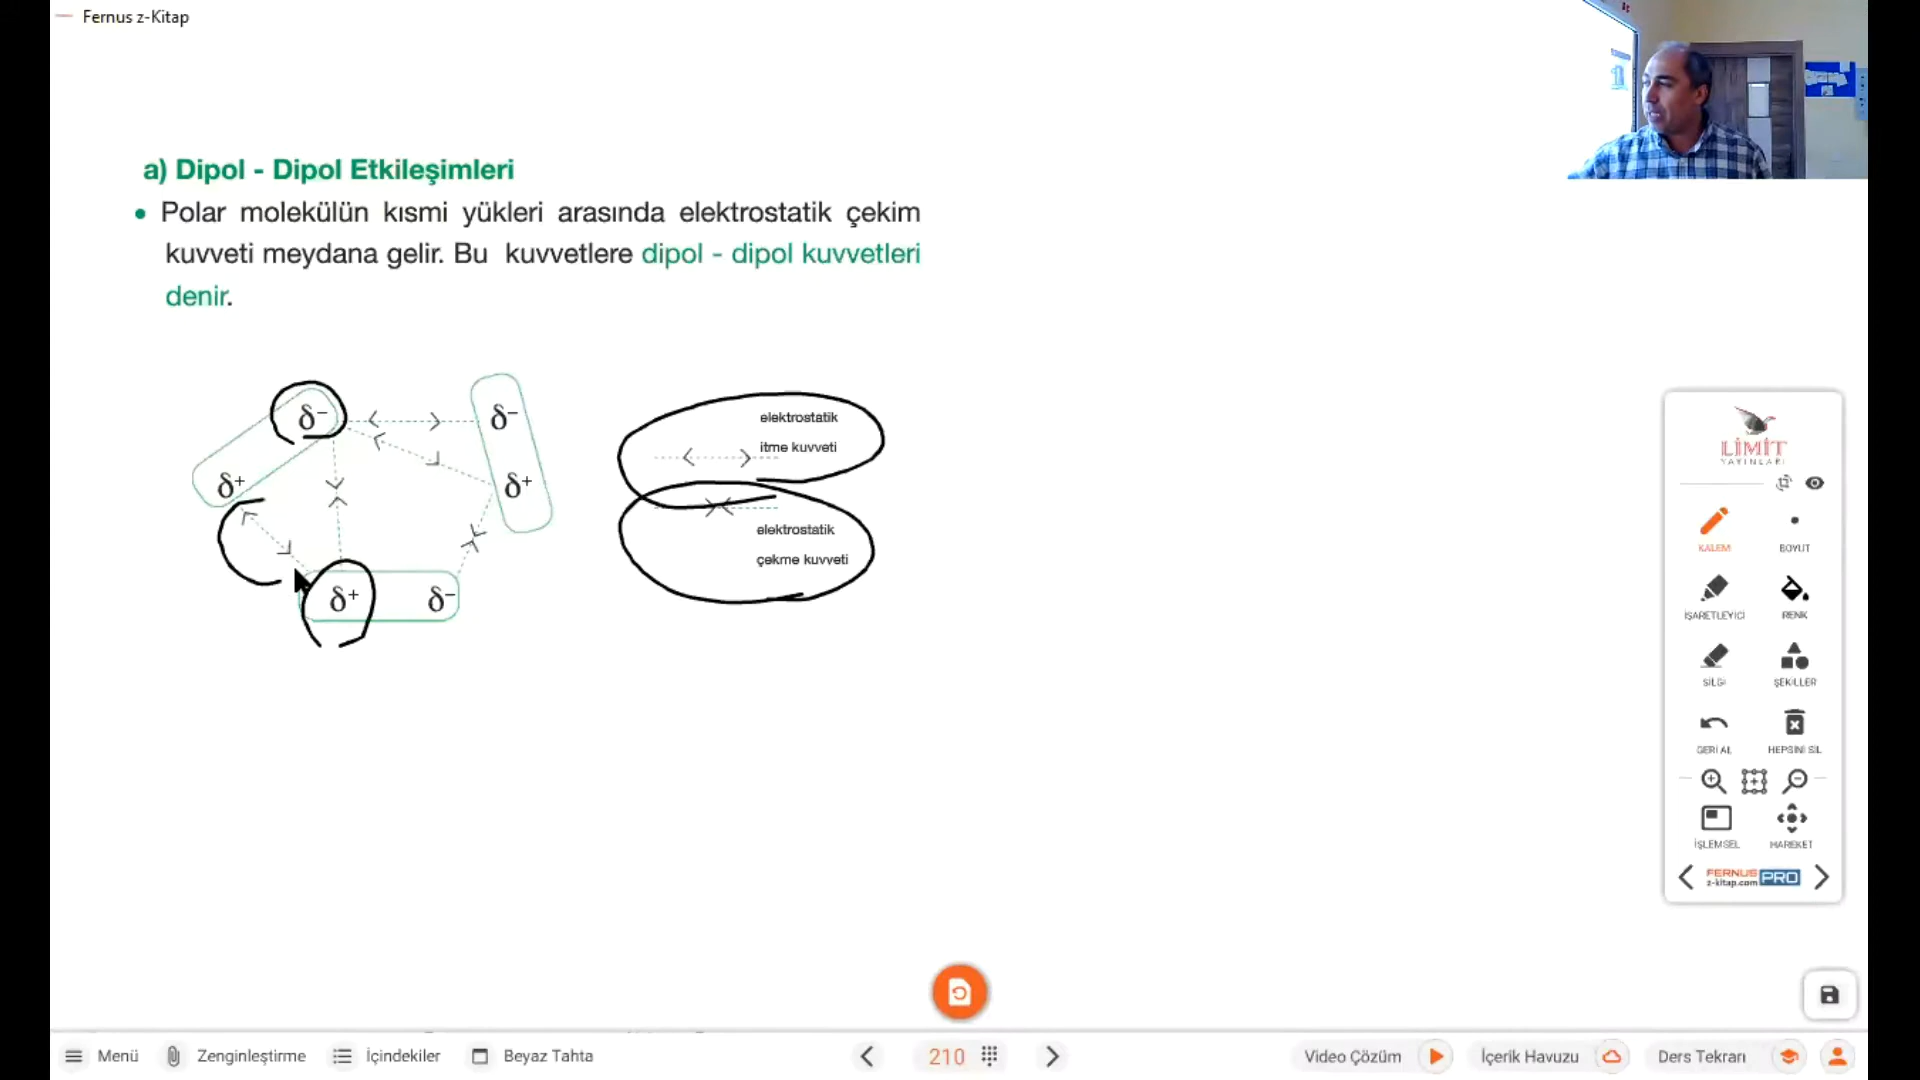 Fernus z-Kitap
a) Dipol - Dipol Etkileşimleri
• Polar molekülün kısmi yükleri arasında elektrostatik çekim
kuvveti meydana gelir. Bu kuvvetlere dipol - dipol kuvvetleri
denir.
δ⁻
δ⁻
δ⁺
δ⁺
δ⁺
δ⁻
elektrostatik
itme kuvveti
elektrostatik
çekme kuvveti
LİMİT
YAYINLARI
KALEM
BOYUT
İŞARETLEYİCİ
RENK
SİLGİ
ŞEKİLLER
GERİ AL
HEPSİNİ SİL
İŞLEMSEL
HAREKET
FERNUS
z-kitap.com
PRO
Menü
Zenginleştirme
İçindekiler
Beyaz Tahta
210
Video Çözüm
İçerik Havuzu
Ders Tekrarı